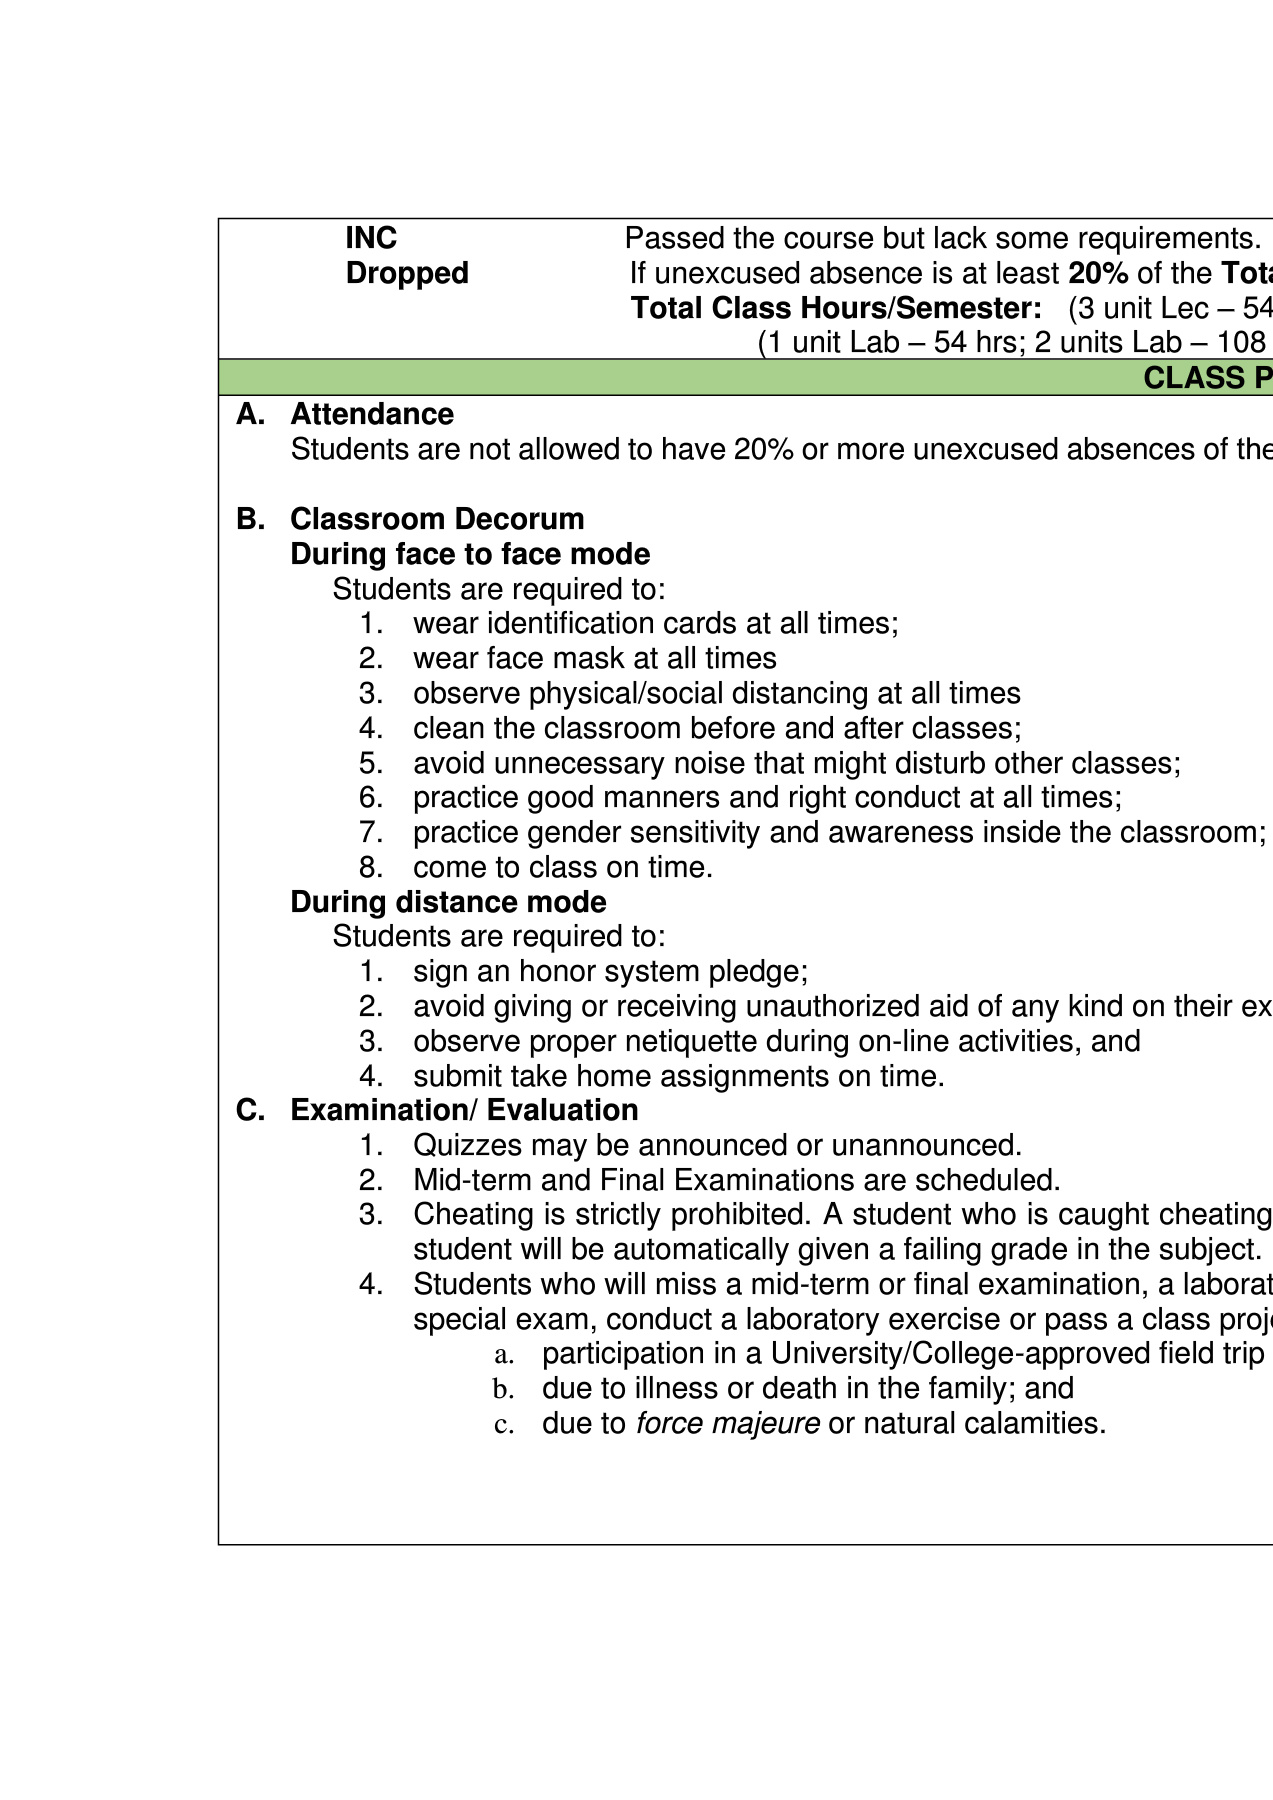 INC Passed the course but lack some requirements.
Dropped If unexcused absence is at least 20% of the
Total Class Hours/Semester: (3 unit Lec – 54
(1 unit Lab – 54 hrs; 2 units Lab – 108
CLASS
A. Attendance
Students are not allowed to have 20% or more unexcused absences of the
B. Classroom Decorum
During face to face mode
Students are required to:
1. wear identification cards at all times;
2. wear face mask at all times
3. observe physical/social distancing at all times
4. clean the classroom before and after classes;
5. avoid unnecessary noise that might disturb other classes;
6. practice good manners and right conduct at all times;
7. practice gender sensitivity and awareness inside the classroom;
8. come to class on time.
During distance mode
Students are required to:
1. sign an honor system pledge;
2. avoid giving or receiving unauthorized aid of any kind on their
3. observe proper netiquette during on-line activities, and
4. submit take home assignments on time.
C. Examination/ Evaluation
1. Quizzes may be announced or unannounced.
2. Mid-term and Final Examinations are scheduled.
3. Cheating is strictly prohibited. A student who is caught cheating
student will be automatically given a failing grade in the subject.
4. Students who will miss a mid-term or final examination, a
special exam, conduct a laboratory exercise or pass a class
a. participation in a University/College-approved field trip
b. due to illness or death in the family; and
c. due to force majeure or natural calamities.